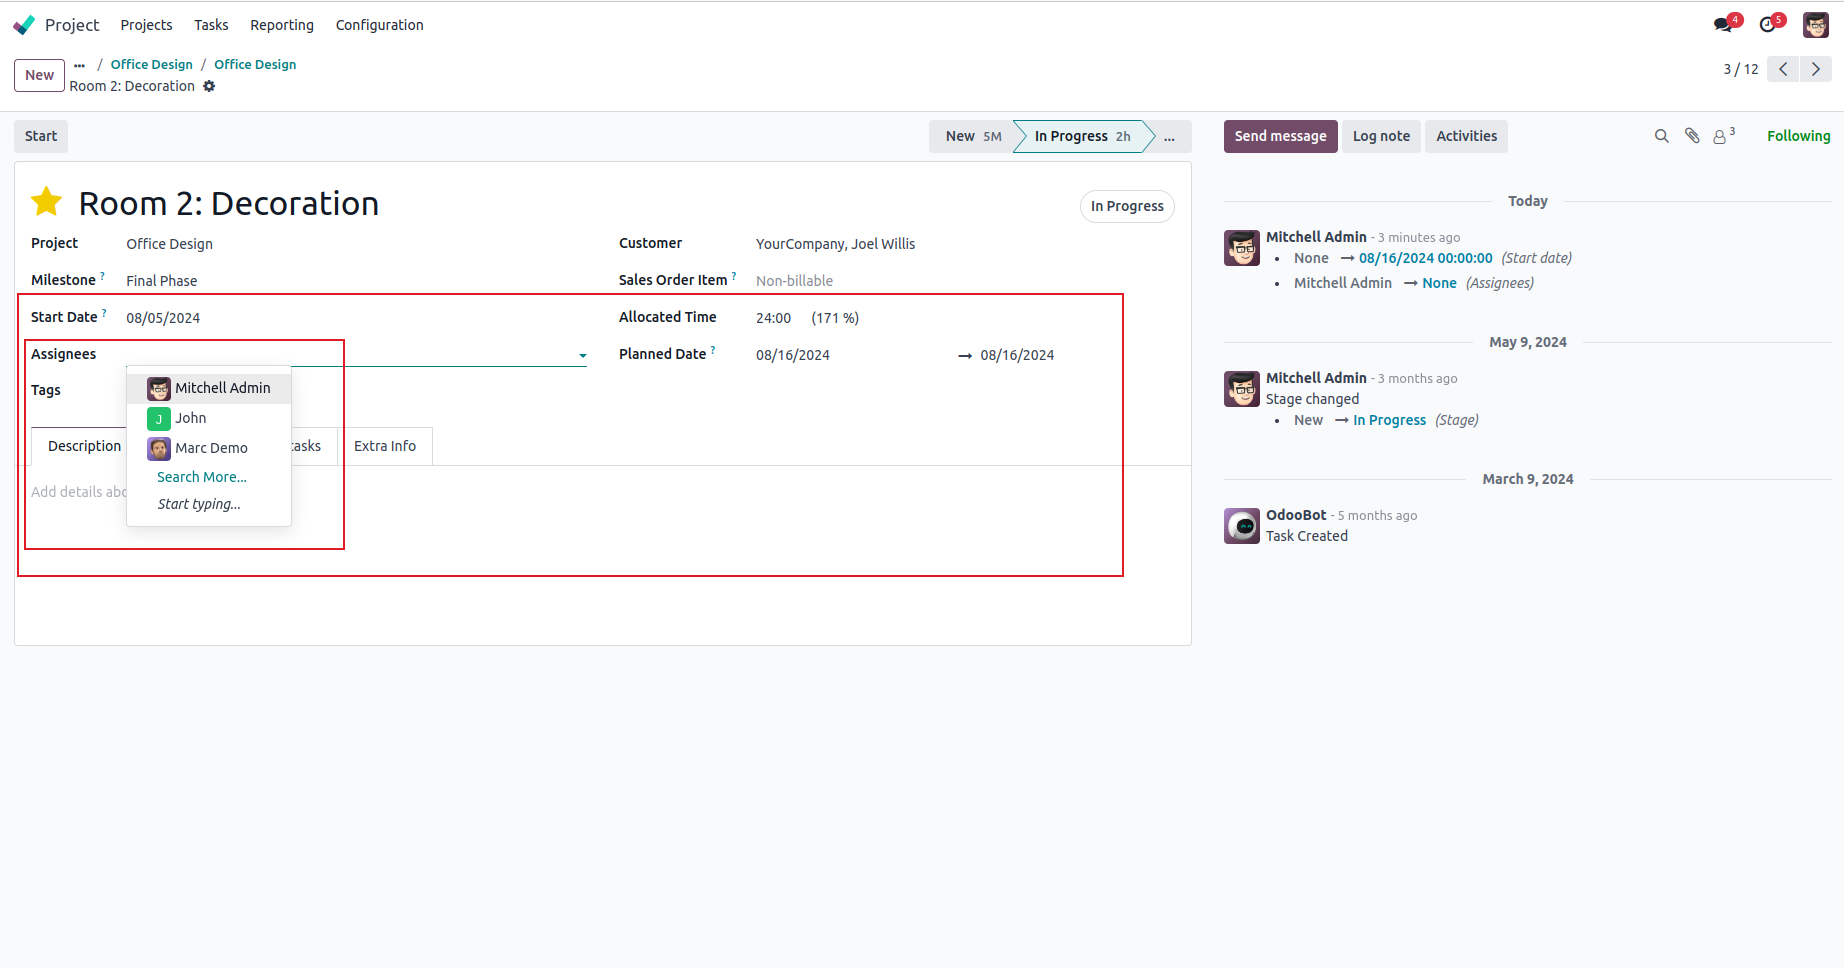 Project Projects Tasks Reporting Configuration 4 5
New ... / Office Design / Office Design
Room 2: Decoration
3 / 12
Start
New 5M In Progress 2h ...
Send message Log note Activities 3 Following
Room 2: Decoration
In Progress
Project Office Design
Customer YourCompany, Joel Willis
Milestone ? Final Phase
Sales Order Item ? Non-billable
Start Date ? 08/05/2024
Allocated Time 24:00 (171 %)
Assignees
Planned Date ? 08/16/2024 → 08/16/2024
Tags
Mitchell Admin
J John
Marc Demo
Search More...
Start typing...
Description tasks Extra Info
Add details abo
Today
Mitchell Admin - 3 minutes ago
• None → 08/16/2024 00:00:00 (Start date)
• Mitchell Admin → None (Assignees)
May 9, 2024
Mitchell Admin - 3 months ago
Stage changed
• New → In Progress (Stage)
March 9, 2024
OdooBot - 5 months ago
Task Created